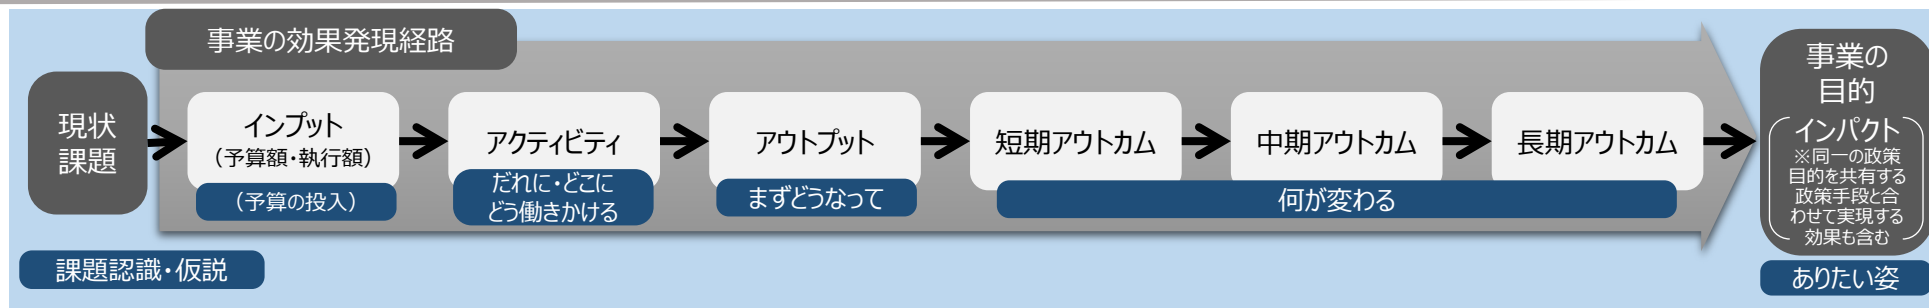 事業の効果発現経路
現状
課題
インプット
（予算額・執行額）
（予算の投入）
アクティビティ
だれに・どこに
どう働きかける
アウトプット
まずどうなって
短期アウトカム
中期アウトカム
長期アウトカム
何が変わる
事業の
目的
インパクト
※同一の政策
目的を共有する
政策手段と合
わせて実現する
効果も含む
課題認識・仮説
ありたい姿